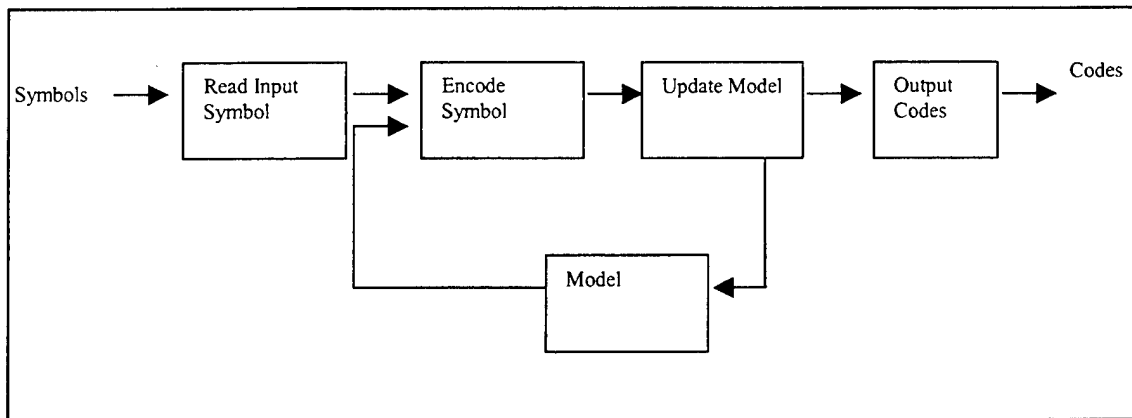 Symbols
Read Input
Symbol
Encode
Symbol
Update Model
Output
Codes
Codes
Model